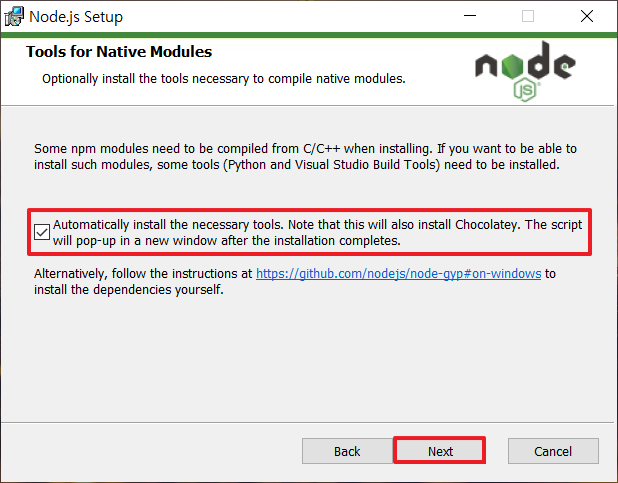 Node.js Setup
Tools for Native Modules
Optionally install the tools necessary to compile native modules.
node
JS
Some npm modules need to be compiled from C/C++ when installing. If you want to be able to
install such modules, some tools (Python and Visual Studio Build Tools) need to be installed.
Automatically install the necessary tools. Note that this will also install Chocolatey. The script
will pop-up in a new window after the installation completes.
Alternatively, follow the instructions at https://github.com/nodejs/node-gyp#on-windows to
install the dependencies yourself.
Back Next Cancel